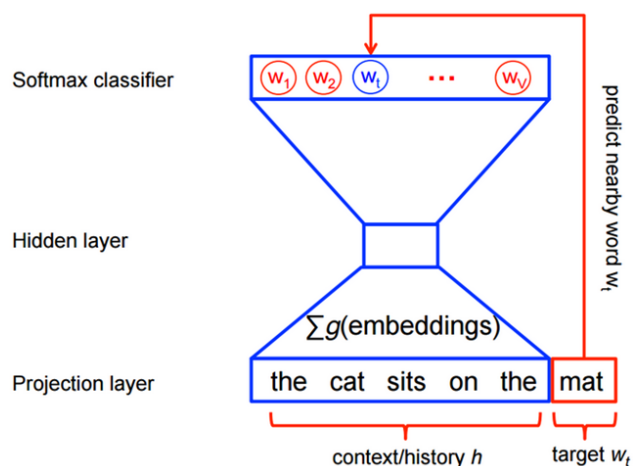 Softmax classifier
w1 w2 wt ... wV
predict nearby word wt
Hidden layer
∑g(embeddings)
Projection layer
the cat sits on the mat
context/history h
target wt